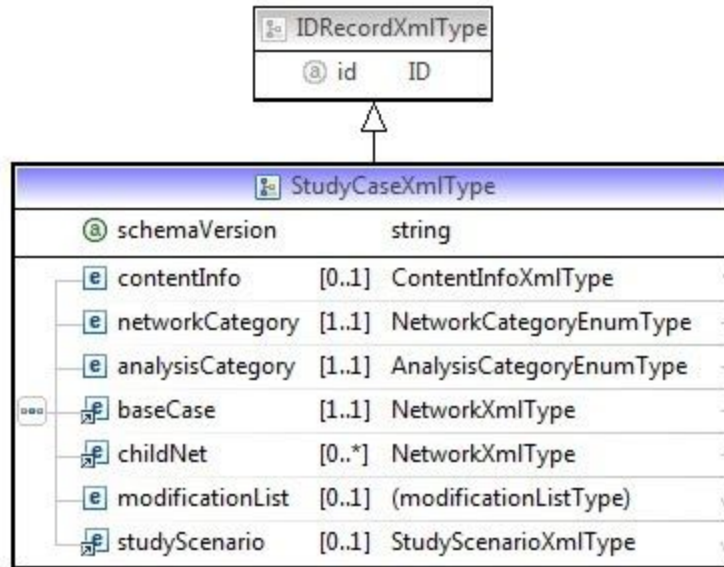 IDRecordXmlType
a id ID
StudyCaseXmlType
a schemaVersion string
e contentInfo [0..1] ContentInfoXmlType
e networkCategory [1..1] NetworkCategoryEnumType
e analysisCategory [1..1] AnalysisCategoryEnumType
e baseCase [1..1] NetworkXmlType
e childNet [0..*] NetworkXmlType
e modificationList [0..1] (modificationListType)
e studyScenario [0..1] StudyScenarioXmlType